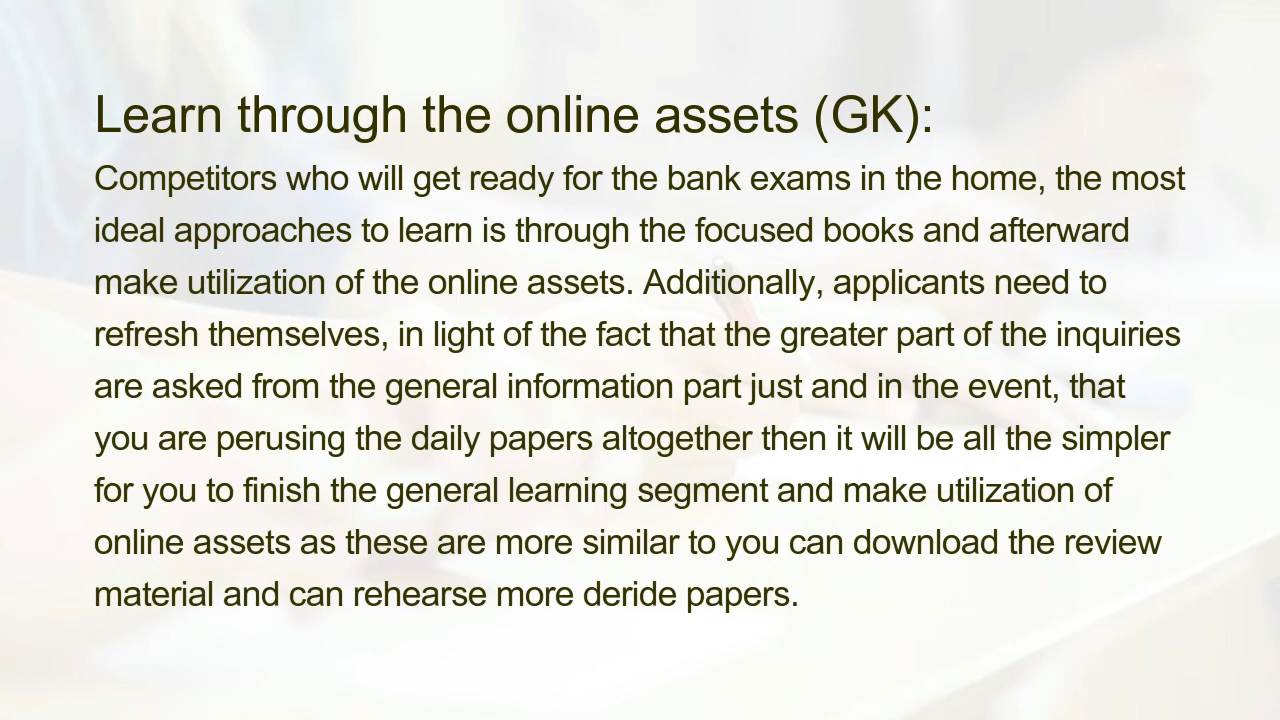 Learn through the online assets (GK):
Competitors who will get ready for the bank exams in the home, the most
ideal approaches to learn is through the focused books and afterward
make utilization of the online assets. Additionally, applicants need to
refresh themselves, in light of the fact that the greater part of the inquiries
are asked from the general information part just and in the event, that
you are perusing the daily papers altogether then it will be all the simpler
for you to finish the general learning segment and make utilization of
online assets as these are more similar to you can download the review
material and can rehearse more deride papers.